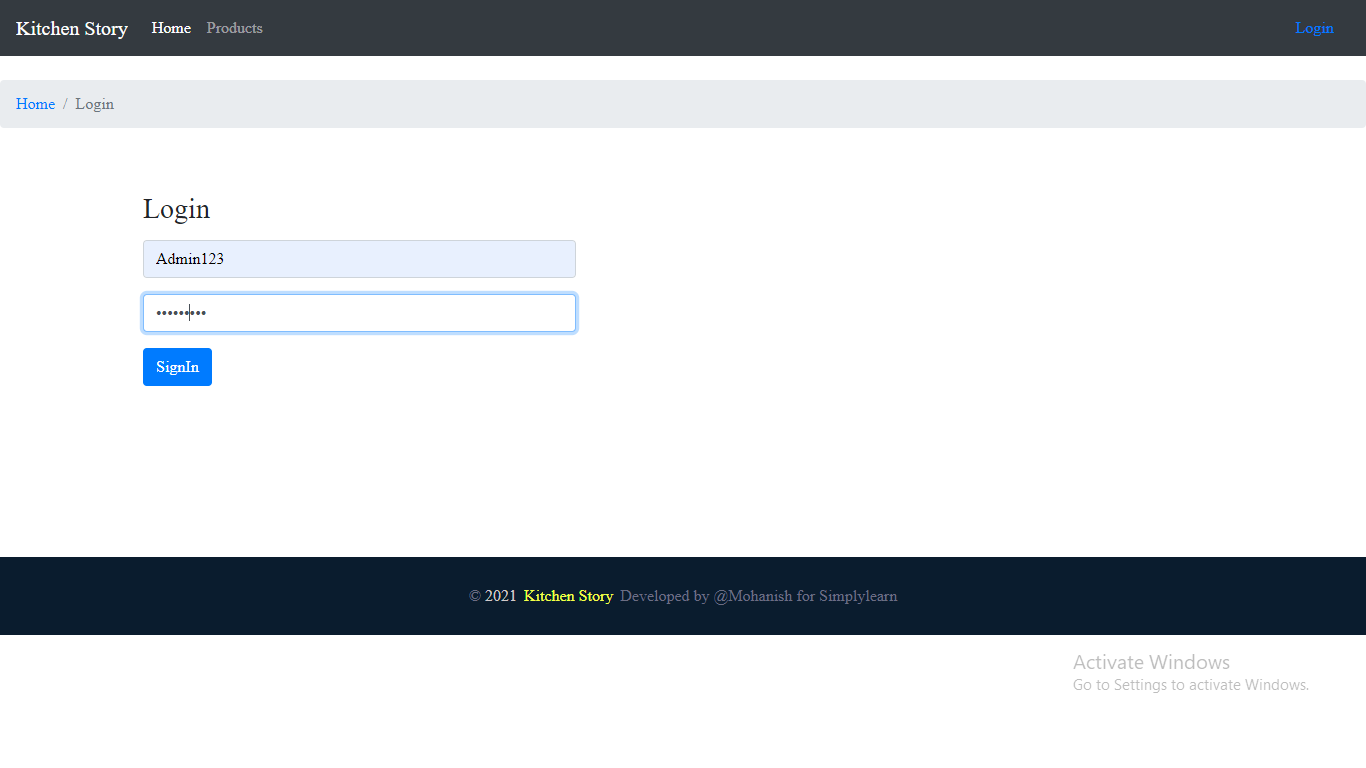 Kitchen Story Home Products Login
Home / Login
Login
Admin123
•••••••••
SignIn
© 2021 Kitchen Story Developed by @Mohanish for Simplylearn
Activate Windows
Go to Settings to activate Windows.